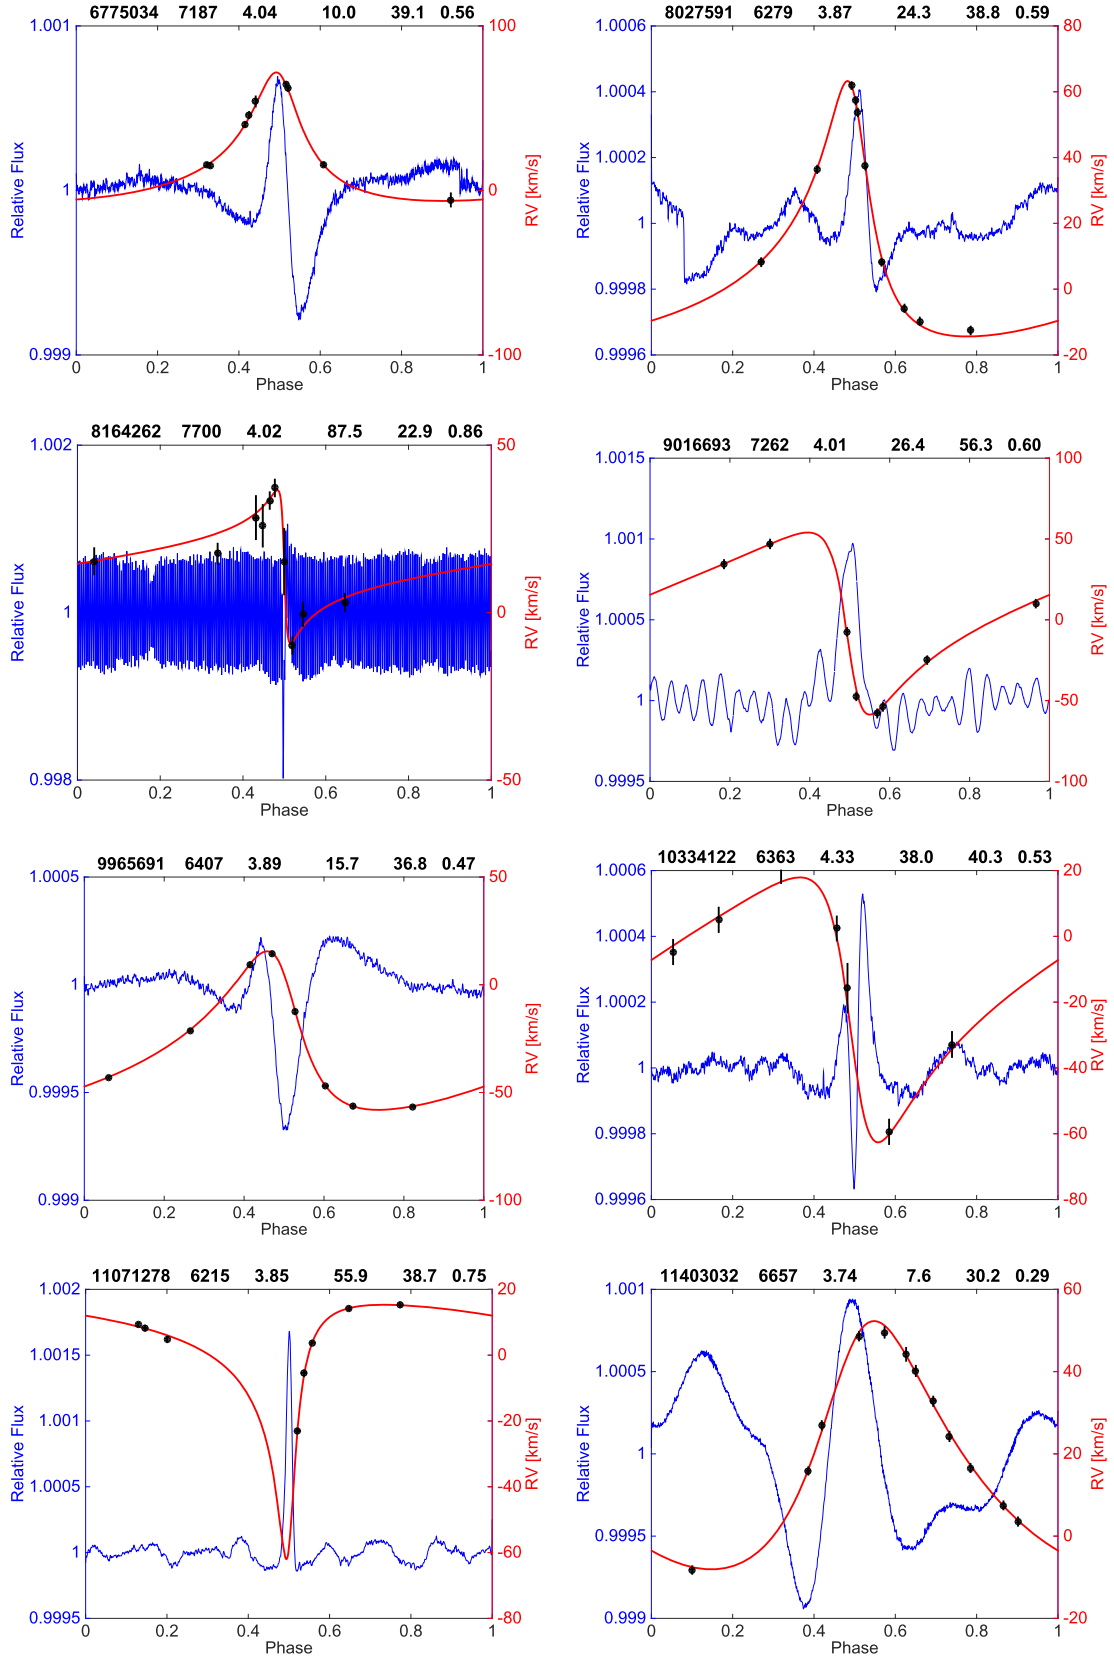 6775034 7187 4.04 10.0 39.1 0.56
1.001
1
0.999
Relative Flux
100
0
-100
RV [km/s]
0 0.2 0.4 0.6 0.8 1
Phase
8027591 6279 3.87 24.3 38.8 0.59
1.0006
1.0004
1.0002
1
0.9998
0.9996
Relative Flux
80
60
40
20
0
-20
RV [km/s]
0 0.2 0.4 0.6 0.8 1
Phase
8164262 7700 4.02 87.5 22.9 0.86
1.002
1
0.998
Relative Flux
50
0
-50
RV [km/s]
0 0.2 0.4 0.6 0.8 1
Phase
9016693 7262 4.01 26.4 56.3 0.60
1.0015
1.001
1.0005
1
0.9995
Relative Flux
100
50
0
-50
-100
RV [km/s]
0 0.2 0.4 0.6 0.8 1
Phase
9965691 6407 3.89 15.7 36.8 0.47
1.0005
1
0.9995
0.999
Relative Flux
50
0
-50
-100
RV [km/s]
0 0.2 0.4 0.6 0.8 1
Phase
10334122 6363 4.33 38.0 40.3 0.53
1.0006
1.0004
1.0002
1
0.9998
0.9996
Relative Flux
20
0
-20
-40
-60
-80
RV [km/s]
0 0.2 0.4 0.6 0.8 1
Phase
11071278 6215 3.85 55.9 38.7 0.75
1.002
1.0015
1.001
1.0005
1
0.9995
Relative Flux
20
0
-20
-40
-60
-80
RV [km/s]
0 0.2 0.4 0.6 0.8 1
Phase
11403032 6657 3.74 7.6 30.2 0.29
1.001
1.0005
1
0.9995
0.999
Relative Flux
60
40
20
0
-20
RV [km/s]
0 0.2 0.4 0.6 0.8 1
Phase